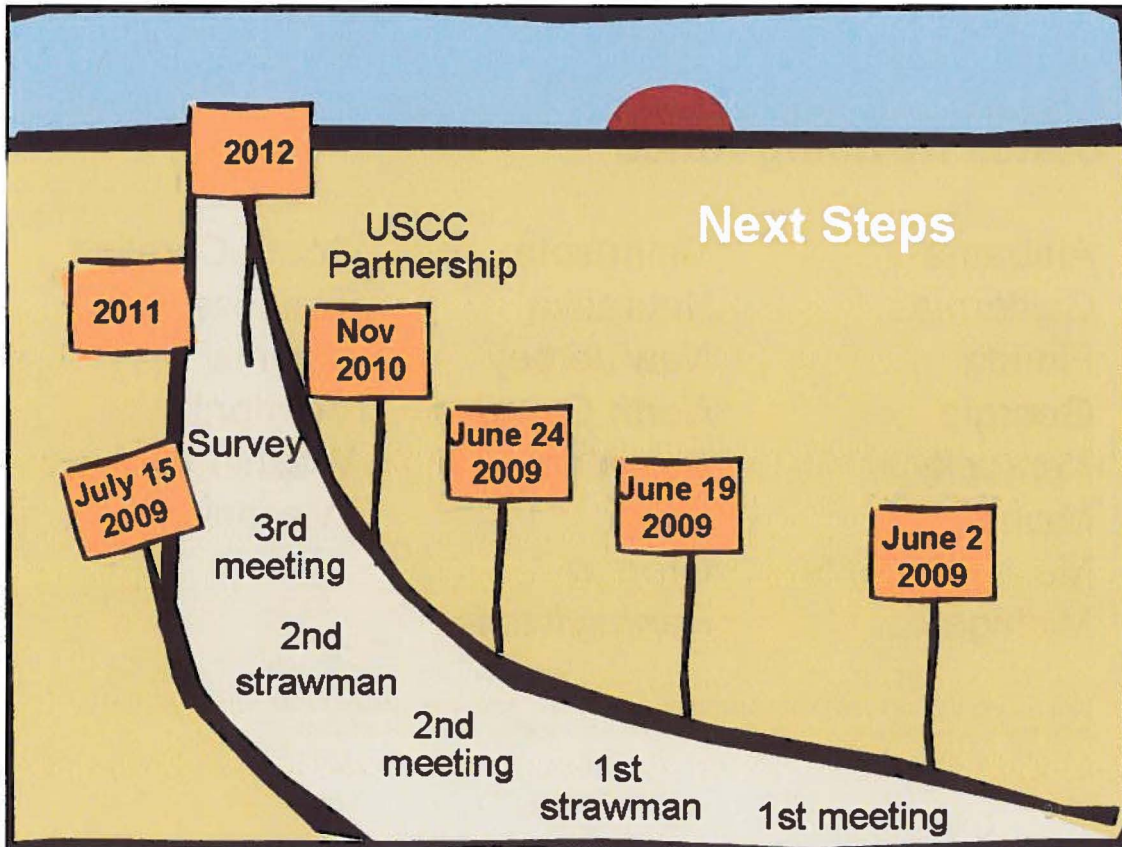 2012
USCC
Partnership
Next Steps
2011
Nov
2010
Survey
June 24
2009
July 15
2009
June 19
2009
3rd
meeting
June 2
2009
2nd
strawman
2nd
meeting
1st
strawman
1st meeting